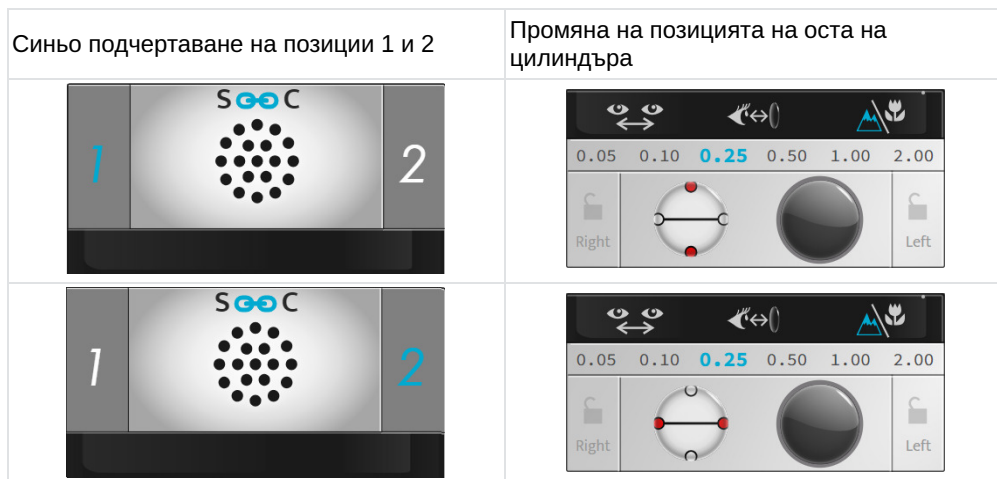 Синьо подчертаване на позиции 1 и 2
Промяна на позицията на оста на
цилиндъра
S C
1
2
0.05 0.10 0.25 0.50 1.00 2.00
Right
Left
S C
1
2
0.05 0.10 0.25 0.50 1.00 2.00
Right
Left